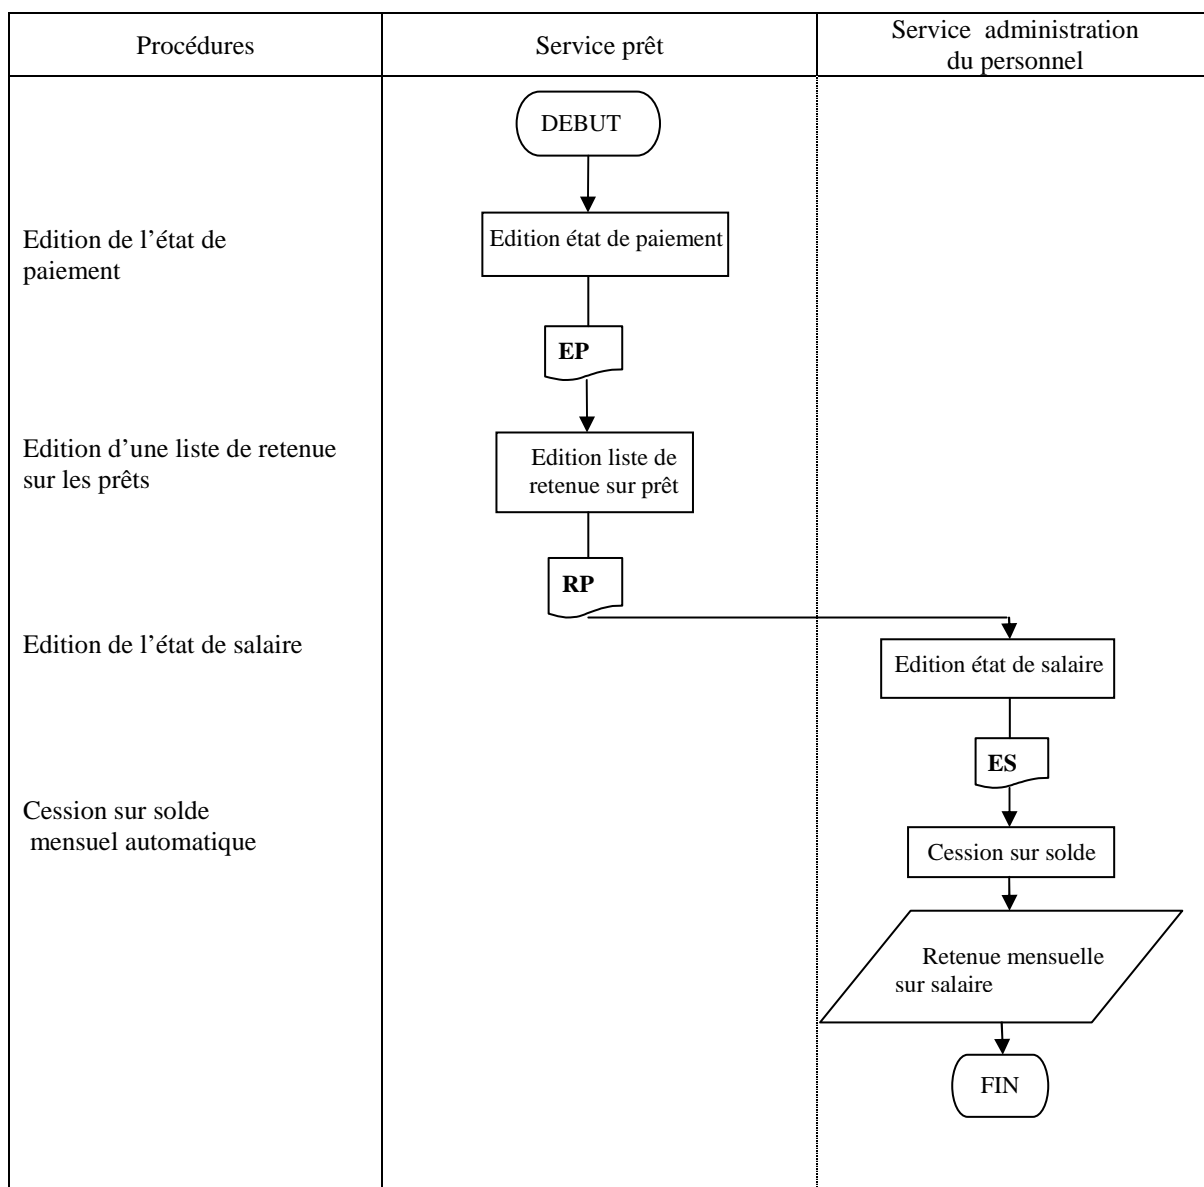 Procédures
Service prêt
Service administration
du personnel
DEBUT
Edition de l’état de
paiement
Edition état de paiement
EP
Edition d’une liste de retenue
sur les prêts
Edition liste de
retenue sur prêt
RP
Edition de l’état de salaire
Edition état de salaire
ES
Cession sur solde
mensuel automatique
Cession sur solde
Retenue mensuelle
sur salaire
FIN